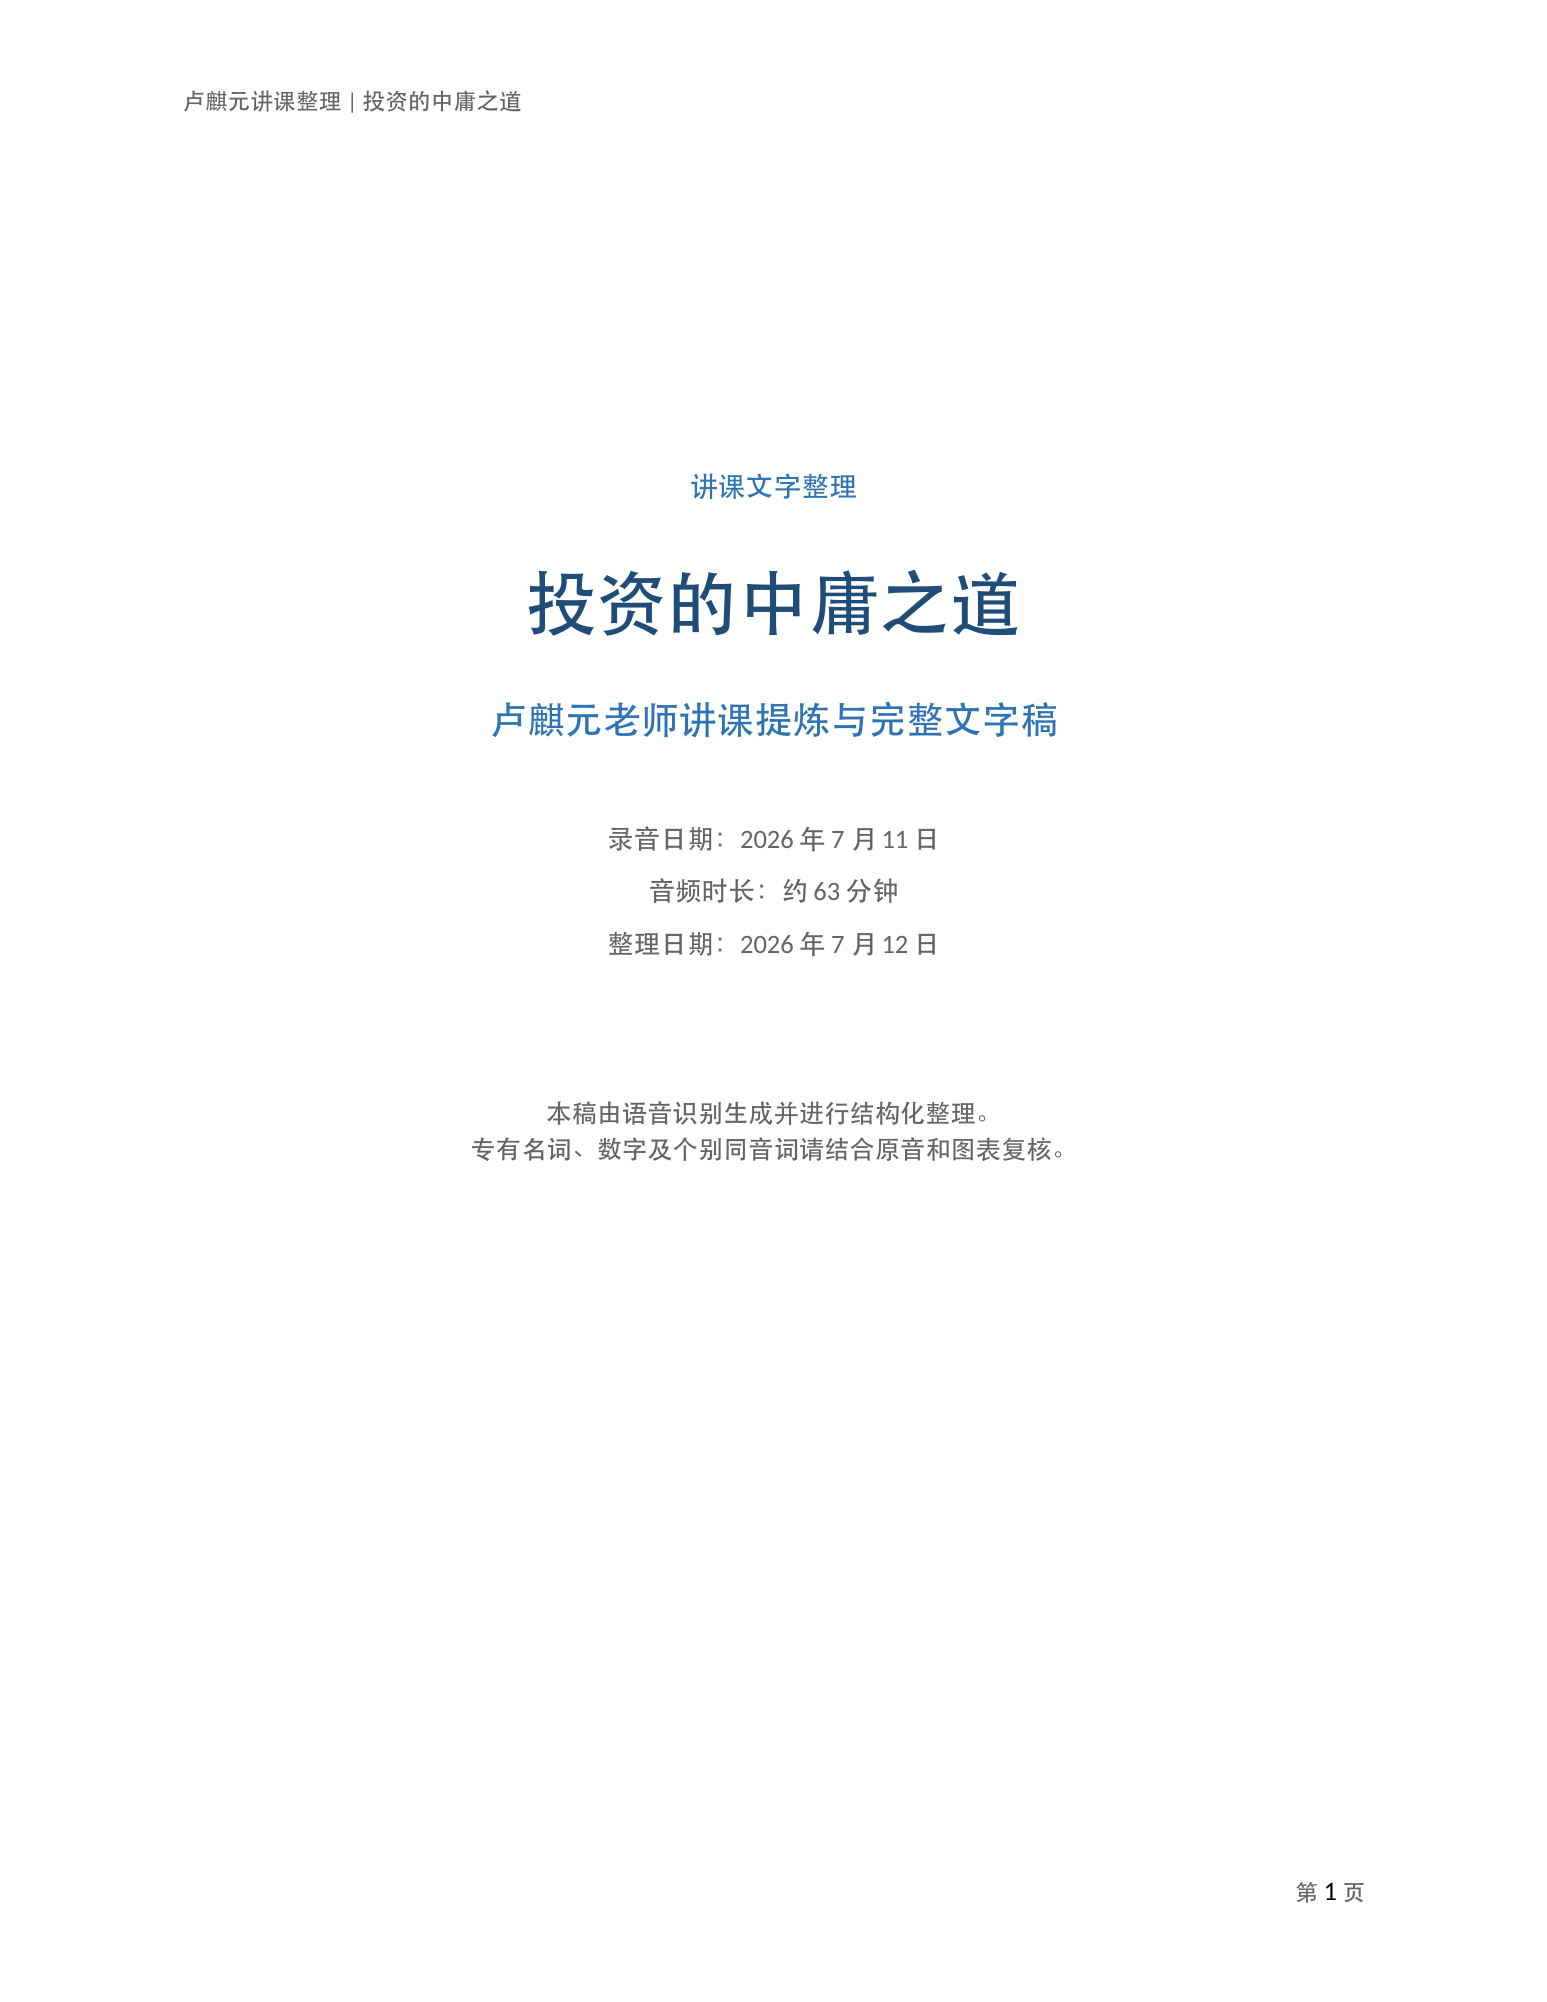 卢麒元讲课整理 | 投资的中庸之道
讲课文字整理
投资的中庸之道
卢麒元老师讲课提炼与完整文字稿
录音日期：2026 年 7 月 11 日
音频时长：约 63 分钟
整理日期：2026 年 7 月 12 日
本稿由语音识别生成并进行结构化整理。
专有名词、数字及个别同音词请结合原音和图表复核。
第 1 页